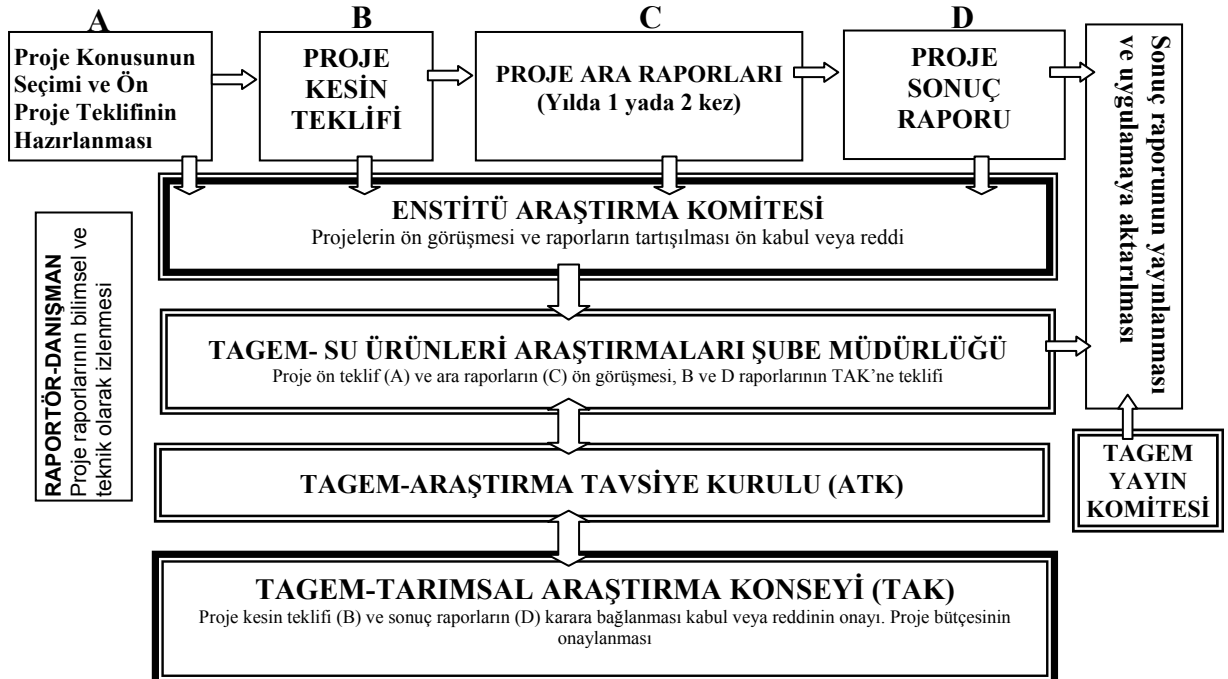 A
B
C
D
Proje Konusunun
Seçimi ve Ön
Proje Teklifinin
Hazırlanması
PROJE
KESİN
TEKLİFİ
PROJE ARA RAPORLARI
(Yılda 1 yada 2 kez)
PROJE
SONUÇ
RAPORU
Sonuç raporunun yayınlanması
ve uygulamaya aktarılması
ENSTİTÜ ARAŞTIRMA KOMİTESİ
Projelerin ön görüşmesi ve raporların tartışılması ön kabul veya reddi
RAPORTÖR-DANIŞMAN
Proje raporlarının bilimsel ve
teknik olarak izlenmesi
TAGEM- SU ÜRÜNLERİ ARAŞTIRMALARI ŞUBE MÜDÜRLÜĞÜ
Proje ön teklif (A) ve ara raporların (C) ön görüşmesi, B ve D raporlarının TAK’ne teklifi
TAGEM-ARAŞTIRMA TAVSİYE KURULU (ATK)
TAGEM
YAYIN
KOMİTESİ
TAGEM-TARIMSAL ARAŞTIRMA KONSEYİ (TAK)
Proje kesin teklifi (B) ve sonuç raporların (D) karara bağlanması kabul veya reddinin onayı. Proje bütçesinin
onaylanması